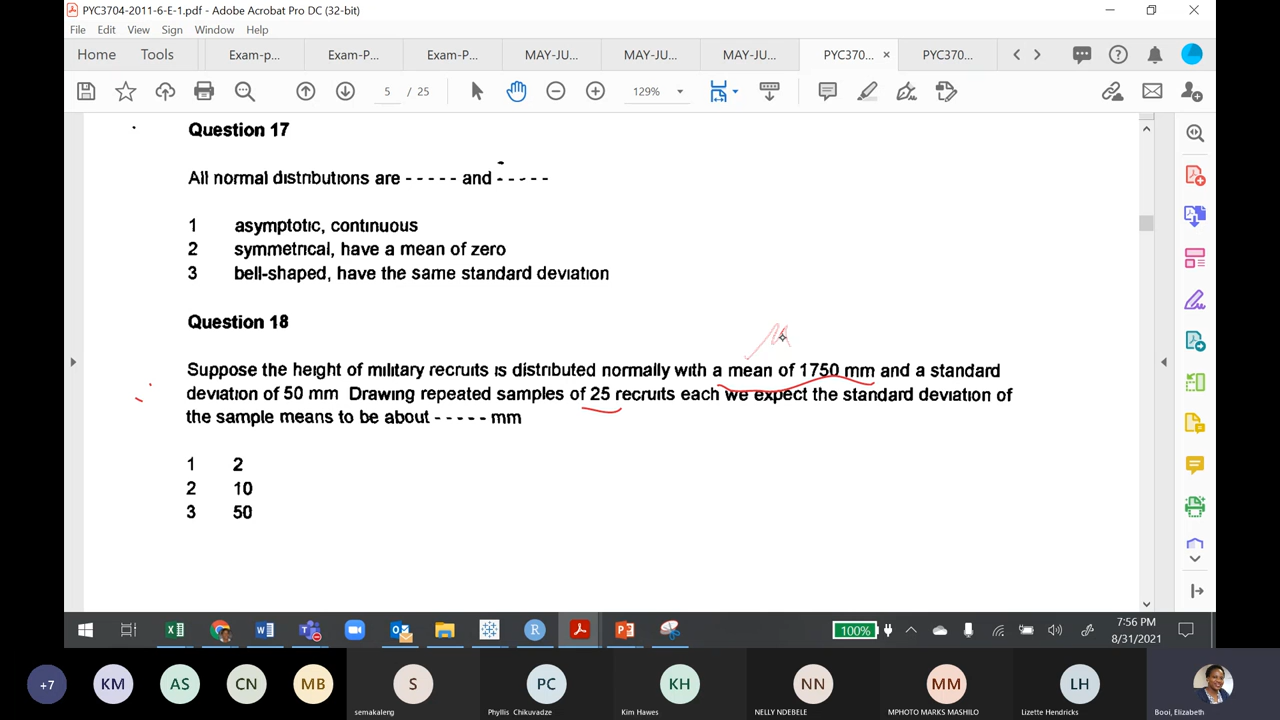 PYC3704-2011-6-E-1.pdf - Adobe Acrobat Pro DC (32-bit)
File Edit View Sign Window Help
Home Tools Exam-p... Exam-P... Exam-P... MAY-JU... MAY-JU... MAY-JU... PYC370... × PYC370...
5 / 25 129%
Question 17
All normal distributions are - - - - - and - - - - -
1 asymptotic, continuous
2 symmetrical, have a mean of zero
3 bell-shaped, have the same standard deviation
Question 18
Suppose the height of military recruits is distributed normally with a mean of 1750 mm and a standard
deviation of 50 mm Drawing repeated samples of 25 recruits each we expect the standard deviation of
the sample means to be about - - - - - mm
1 2
2 10
3 50
100%
7:56 PM
8/31/2021
+7 KM AS CN MB S PC KH NN MM LH
semakaleng Phyllis Chikuvadze Kim Hawes NELLY NDEBELE MPHOTO MARKS MASHILO Lizette Hendricks Booi, Elizabeth